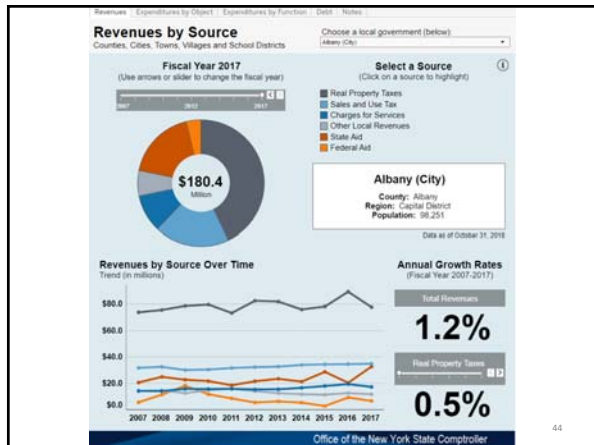 Revenues Expenditures by Object Expenditures by Function Debt Notes
Revenues by Source
Counties, Cities, Towns, Villages and School Districts
Choose a local government (below):
Albany (City)
Fiscal Year 2017
(Use arrows or slider to change the fiscal year)
2007 2012 2017
$180.4
Million
Select a Source
(Click on a source to highlight)
Real Property Taxes
Sales and Use Tax
Charges for Services
Other Local Revenues
State Aid
Federal Aid
Albany (City)
County: Albany
Region: Capital District
Population: 98,251
Data as of October 31, 2018
Revenues by Source Over Time
Trend (in millions)
$80.0
$60.0
$40.0
$20.0
$0.0
2007 2008 2009 2010 2011 2012 2013 2014 2015 2016 2017
Annual Growth Rates
(Fiscal Year 2007-2017)
Total Revenues
1.2%
Real Property Taxes
0.5%
Office of the New York State Comptroller
44